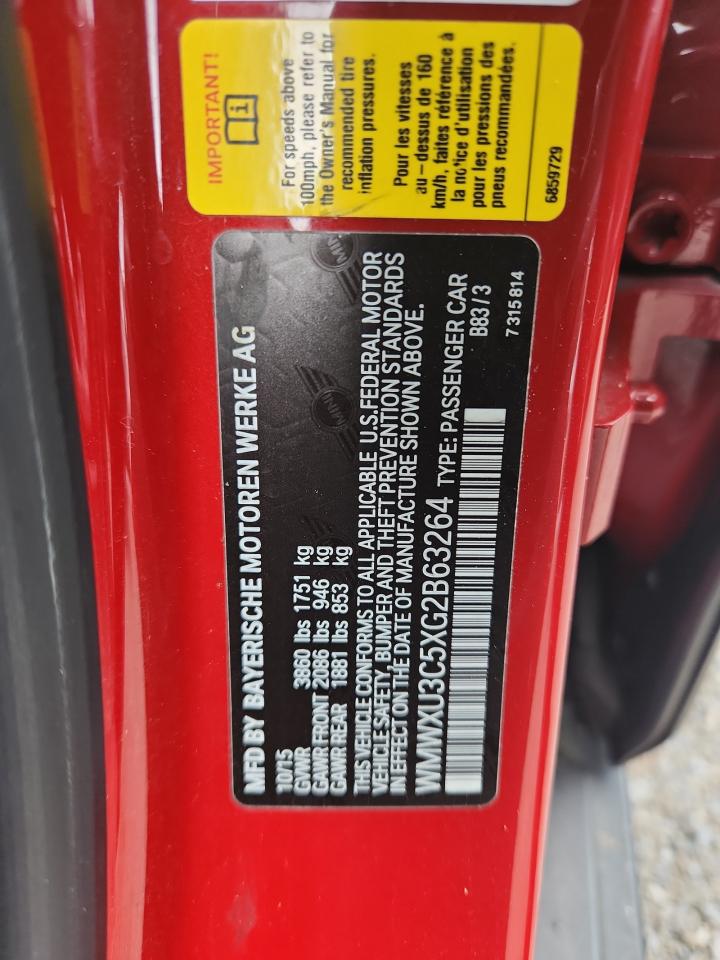 IMPORTANT!
i
For speeds above
100mph, please refer to
the Owner's Manual for
recommended tire
inflation pressures.
Pour les vitesses
au - dessus de 160
km/h, faites référence à
la notice d'utilisation
pour les pressions des
pneus recommandées.
6859729
MFD BY BAYERISCHE MOTOREN WERKE AG
10/15
GVWR 3860 lbs 1751 kg
GAWR FRONT 2086 lbs 946 kg
GAWR REAR 1881 lbs 853 kg
THIS VEHICLE CONFORMS TO ALL APPLICABLE U.S.FEDERAL MOTOR
VEHICLE SAFETY, BUMPER AND THEFT PREVENTION STANDARDS
IN EFFECT ON THE DATE OF MANUFACTURE SHOWN ABOVE.
WMWXU3C5XG2B63264 TYPE: PASSENGER CAR
B83 / 3
7315814
MINI
MINI